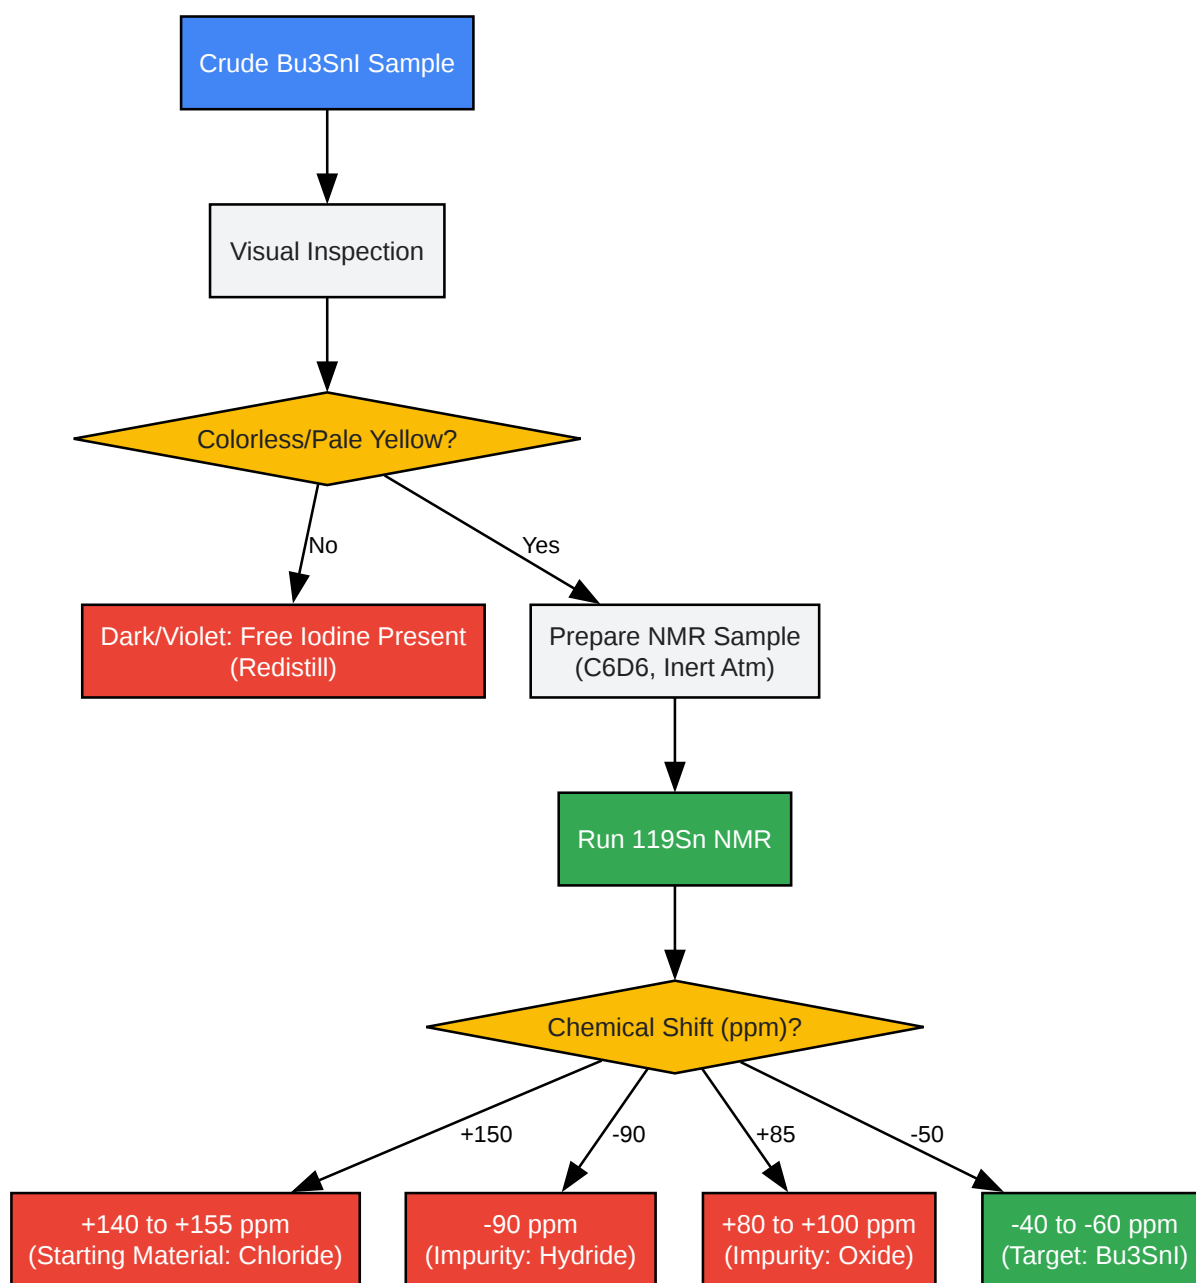 Crude Bu3SnI Sample
Visual Inspection
Colorless/Pale Yellow?
No
Yes
Dark/Violet: Free Iodine Present
(Redistill)
Prepare NMR Sample
(C6D6, Inert Atm)
Run 119Sn NMR
Chemical Shift (ppm)?
+150
-90
+85
-50
+140 to +155 ppm
(Starting Material: Chloride)
-90 ppm
(Impurity: Hydride)
+80 to +100 ppm
(Impurity: Oxide)
-40 to -60 ppm
(Target: Bu3SnI)